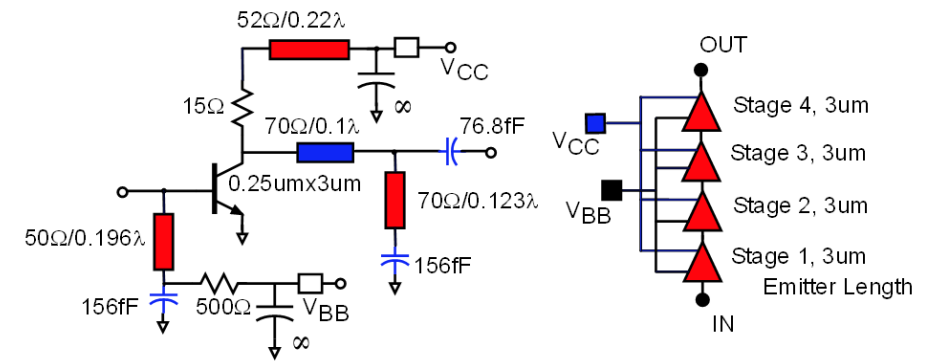 52Ω/0.22λ
VCC
∞
15Ω
70Ω/0.1λ
76.8fF
0.25umx3um
70Ω/0.123λ
50Ω/0.196λ
156fF
156fF
500Ω
VBB
∞
OUT
Stage 4, 3um
VCC
Stage 3, 3um
VBB
Stage 2, 3um
Stage 1, 3um
Emitter Length
IN